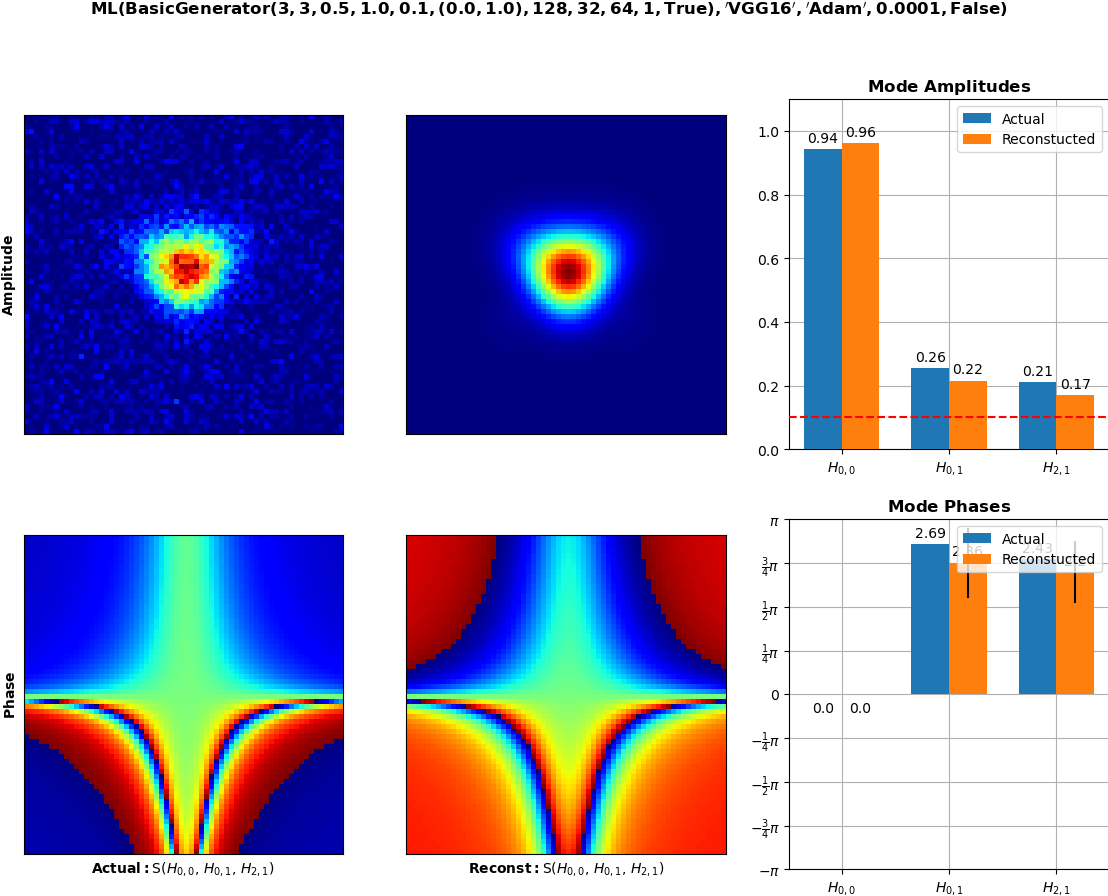 ML(BasicGenerator(3, 3, 0.5, 1.0, 0.1, (0.0, 1.0), 128, 32, 64, 1, True), ′VGG16′, ′Adam′, 0.0001, False)
Amplitude
Mode Amplitudes
Actual
Reconstucted
1.0
0.8
0.6
0.4
0.2
0.0
0.94
0.96
0.26
0.22
0.21
0.17
H0,0
H0,1
H2,1
Phase
Actual: S(H0,0, H0,1, H2,1)
Reconst: S(H0,0, H0,1, H2,1)
Mode Phases
Actual
Reconstucted
π
3/4π
1/2π
1/4π
0
−1/4π
−1/2π
−3/4π
−π
0.0
0.0
2.69
2.36
2.43
H0,0
H0,1
H2,1